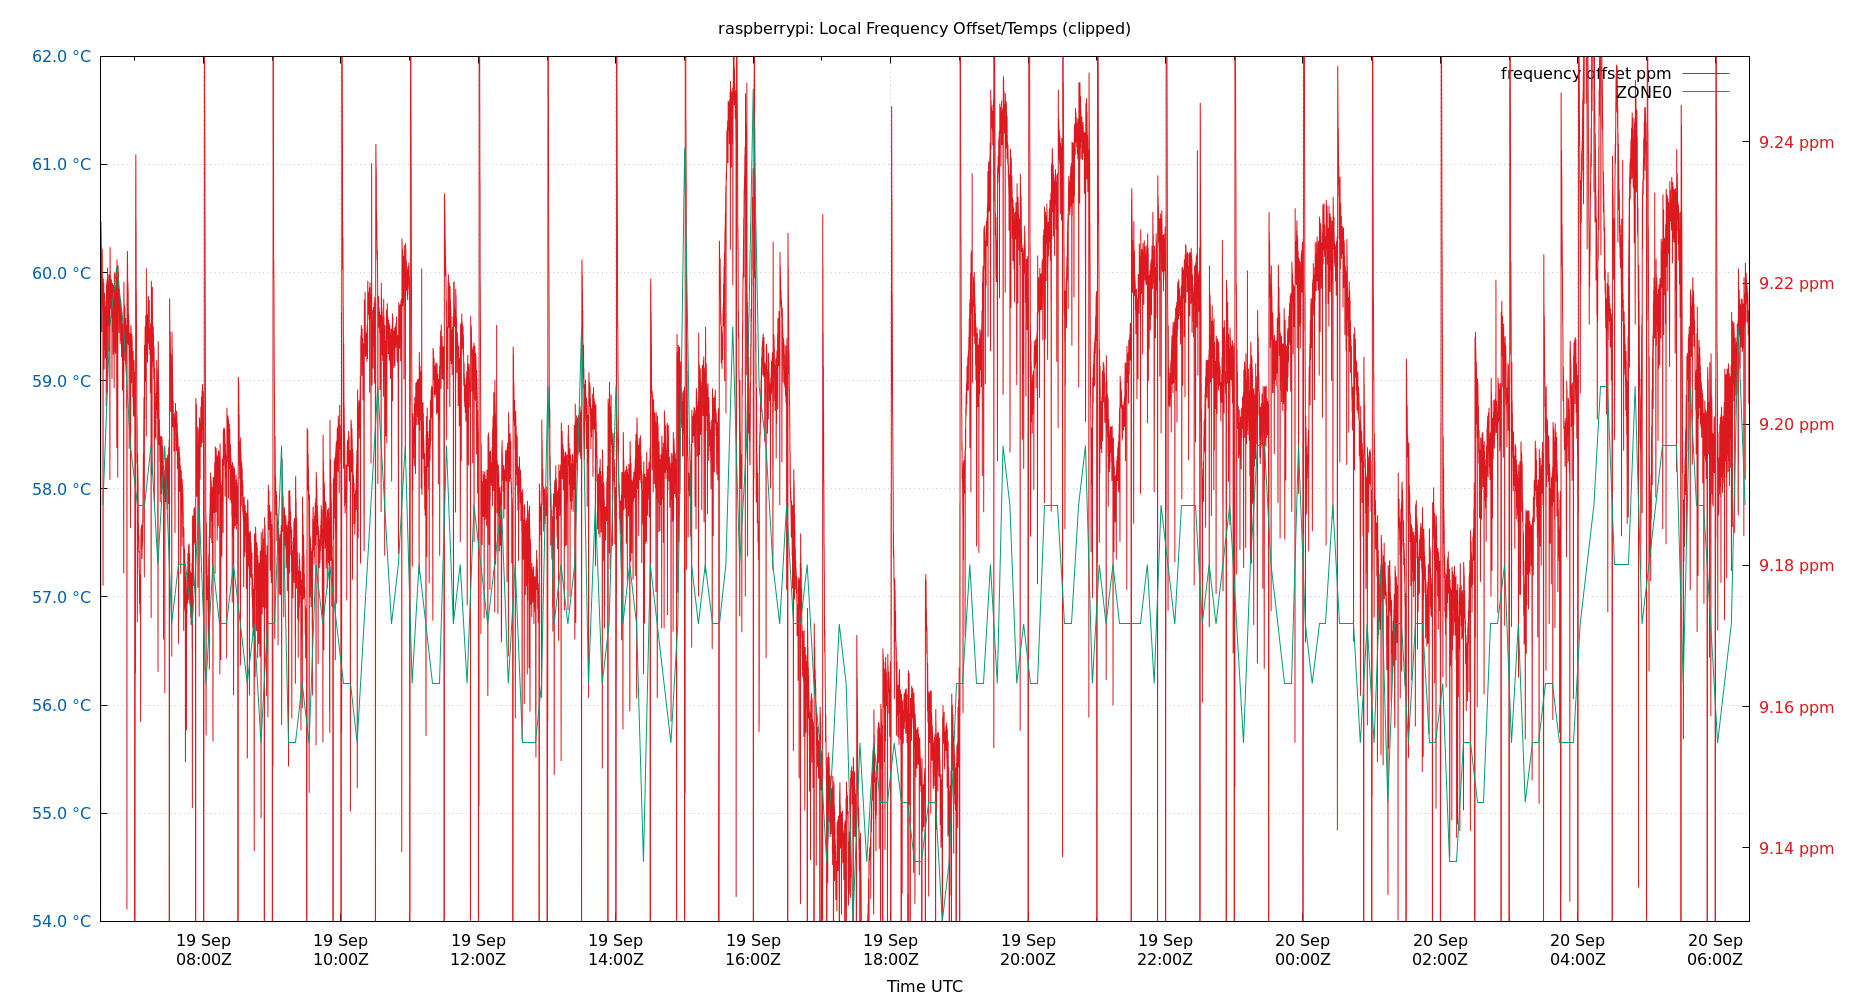 raspberrypi: Local Frequency Offset/Temps (clipped)
62.0 °C
61.0 °C
60.0 °C
59.0 °C
58.0 °C
57.0 °C
56.0 °C
55.0 °C
54.0 °C
frequency offset ppm
ZONE0
9.24 ppm
9.22 ppm
9.20 ppm
9.18 ppm
9.16 ppm
9.14 ppm
19 Sep 19 Sep 19 Sep 19 Sep 19 Sep 19 Sep 19 Sep 19 Sep 20 Sep 20 Sep 20 Sep 20 Sep
08:00Z 10:00Z 12:00Z 14:00Z 16:00Z 18:00Z 20:00Z 22:00Z 00:00Z 02:00Z 04:00Z 06:00Z
Time UTC